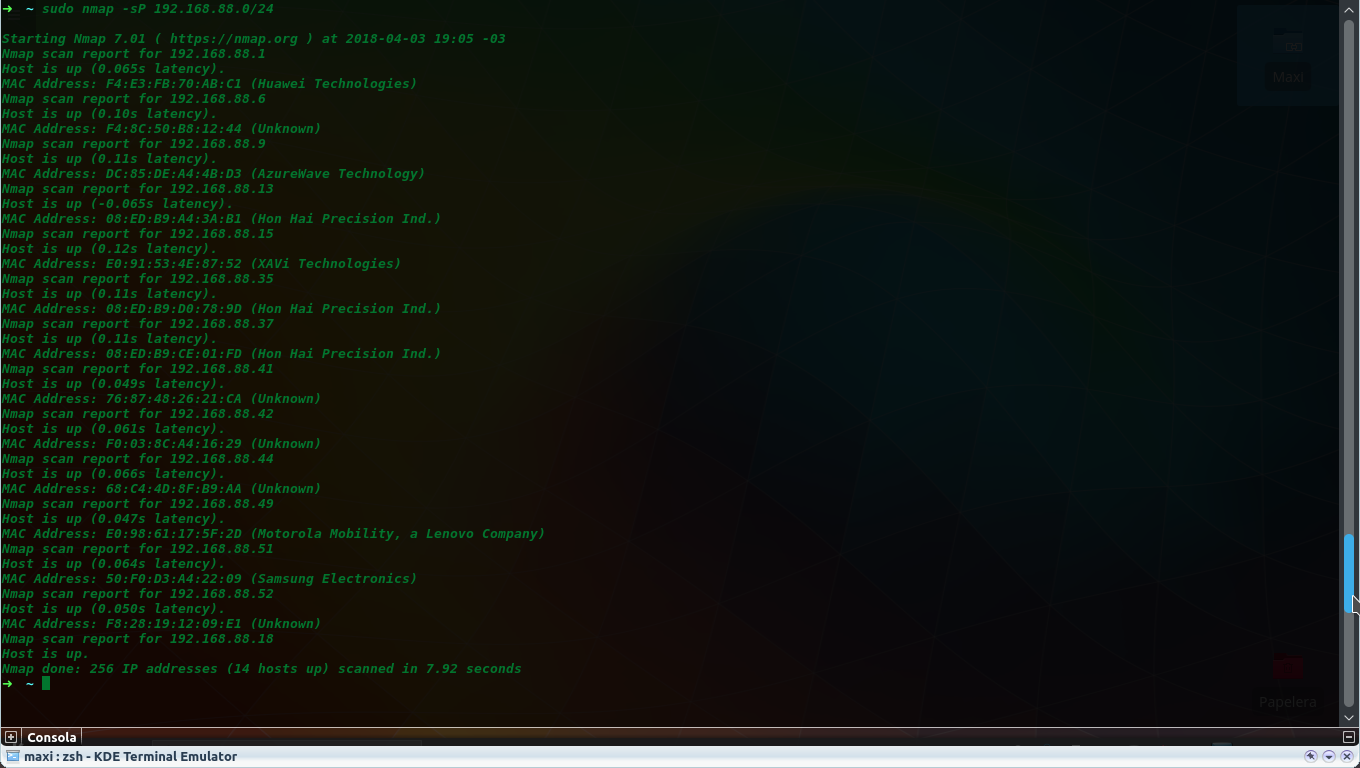 ➜  ~ sudo nmap -sP 192.168.88.0/24
Starting Nmap 7.01 ( https://nmap.org ) at 2018-04-03 19:05 -03
Nmap scan report for 192.168.88.1
Host is up (0.065s latency).
MAC Address: F4:E3:FB:70:AB:C1 (Huawei Technologies)
Nmap scan report for 192.168.88.6
Host is up (0.10s latency).
MAC Address: F4:8C:50:B8:12:44 (Unknown)
Nmap scan report for 192.168.88.9
Host is up (0.11s latency).
MAC Address: DC:85:DE:A4:4B:D3 (AzureWave Technology)
Nmap scan report for 192.168.88.13
Host is up (-0.065s latency).
MAC Address: 08:ED:B9:A4:3A:B1 (Hon Hai Precision Ind.)
Nmap scan report for 192.168.88.15
Host is up (0.12s latency).
MAC Address: E0:91:53:4E:87:52 (XAVi Technologies)
Nmap scan report for 192.168.88.35
Host is up (0.11s latency).
MAC Address: 08:ED:B9:D0:78:9D (Hon Hai Precision Ind.)
Nmap scan report for 192.168.88.37
Host is up (0.11s latency).
MAC Address: 08:ED:B9:CE:01:FD (Hon Hai Precision Ind.)
Nmap scan report for 192.168.88.41
Host is up (0.049s latency).
MAC Address: 76:87:48:26:21:CA (Unknown)
Nmap scan report for 192.168.88.42
Host is up (0.061s latency).
MAC Address: F0:03:8C:A4:16:29 (Unknown)
Nmap scan report for 192.168.88.44
Host is up (0.066s latency).
MAC Address: 68:C4:4D:8F:B9:AA (Unknown)
Nmap scan report for 192.168.88.49
Host is up (0.047s latency).
MAC Address: E0:98:61:17:5F:2D (Motorola Mobility, a Lenovo Company)
Nmap scan report for 192.168.88.51
Host is up (0.064s latency).
MAC Address: 50:F0:D3:A4:22:09 (Samsung Electronics)
Nmap scan report for 192.168.88.52
Host is up (0.050s latency).
MAC Address: F8:28:19:12:09:E1 (Unknown)
Nmap scan report for 192.168.88.18
Host is up.
Nmap done: 256 IP addresses (14 hosts up) scanned in 7.92 seconds
➜  ~
Maxi
Papelera
Consola
maxi : zsh - KDE Terminal Emulator